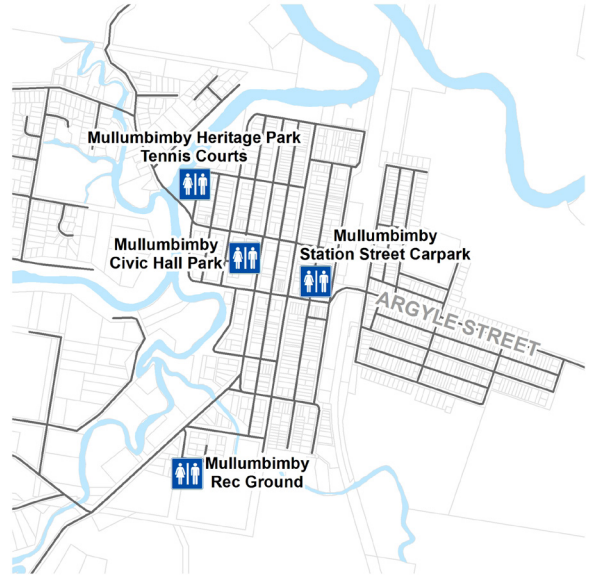 Mullumbimby Heritage Park
Tennis Courts
Mullumbimby
Civic Hall Park
Mullumbimby
Station Street Carpark
ARGYLE STREET
Mullumbimby
Rec Ground